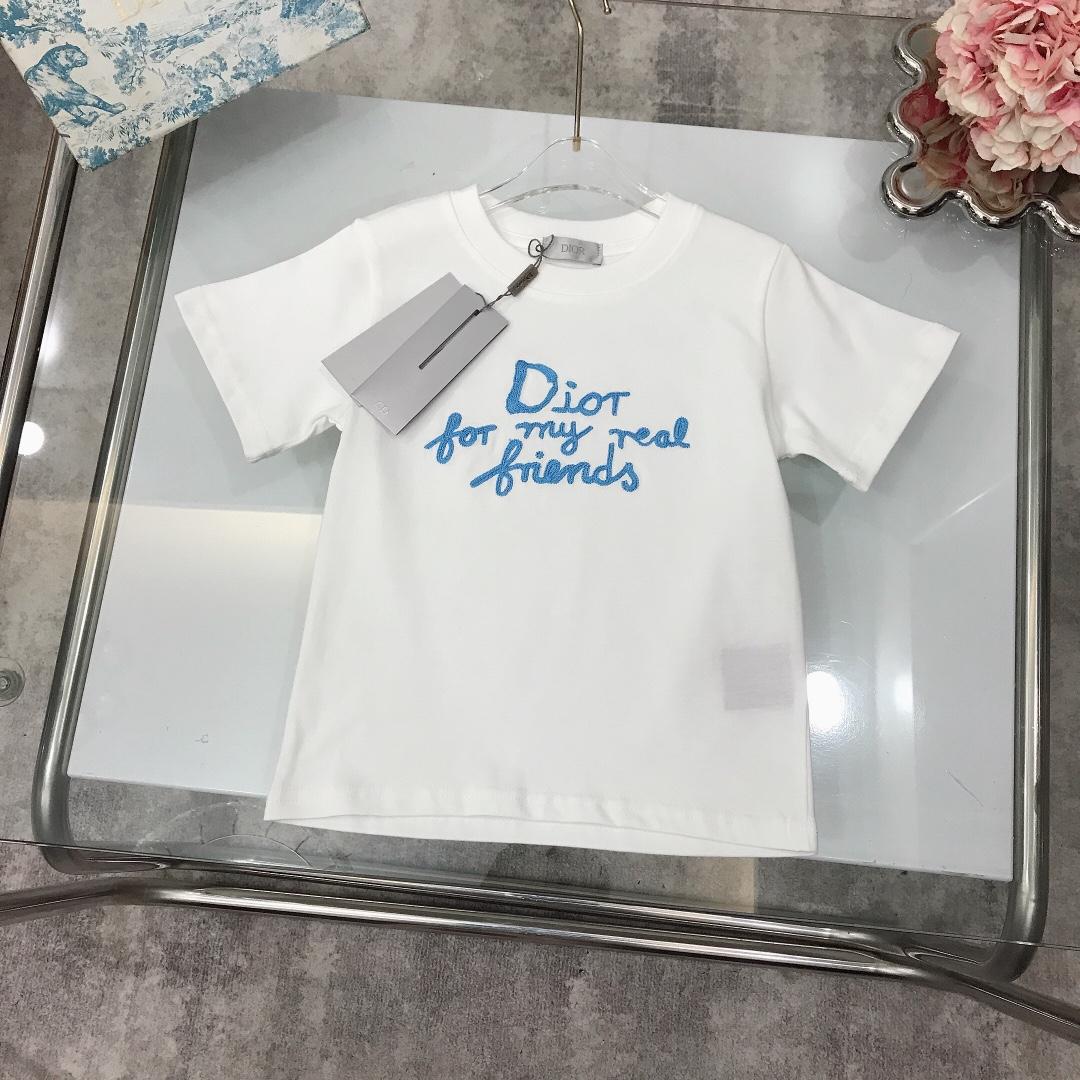 DIOR
Dior
for my real
friends